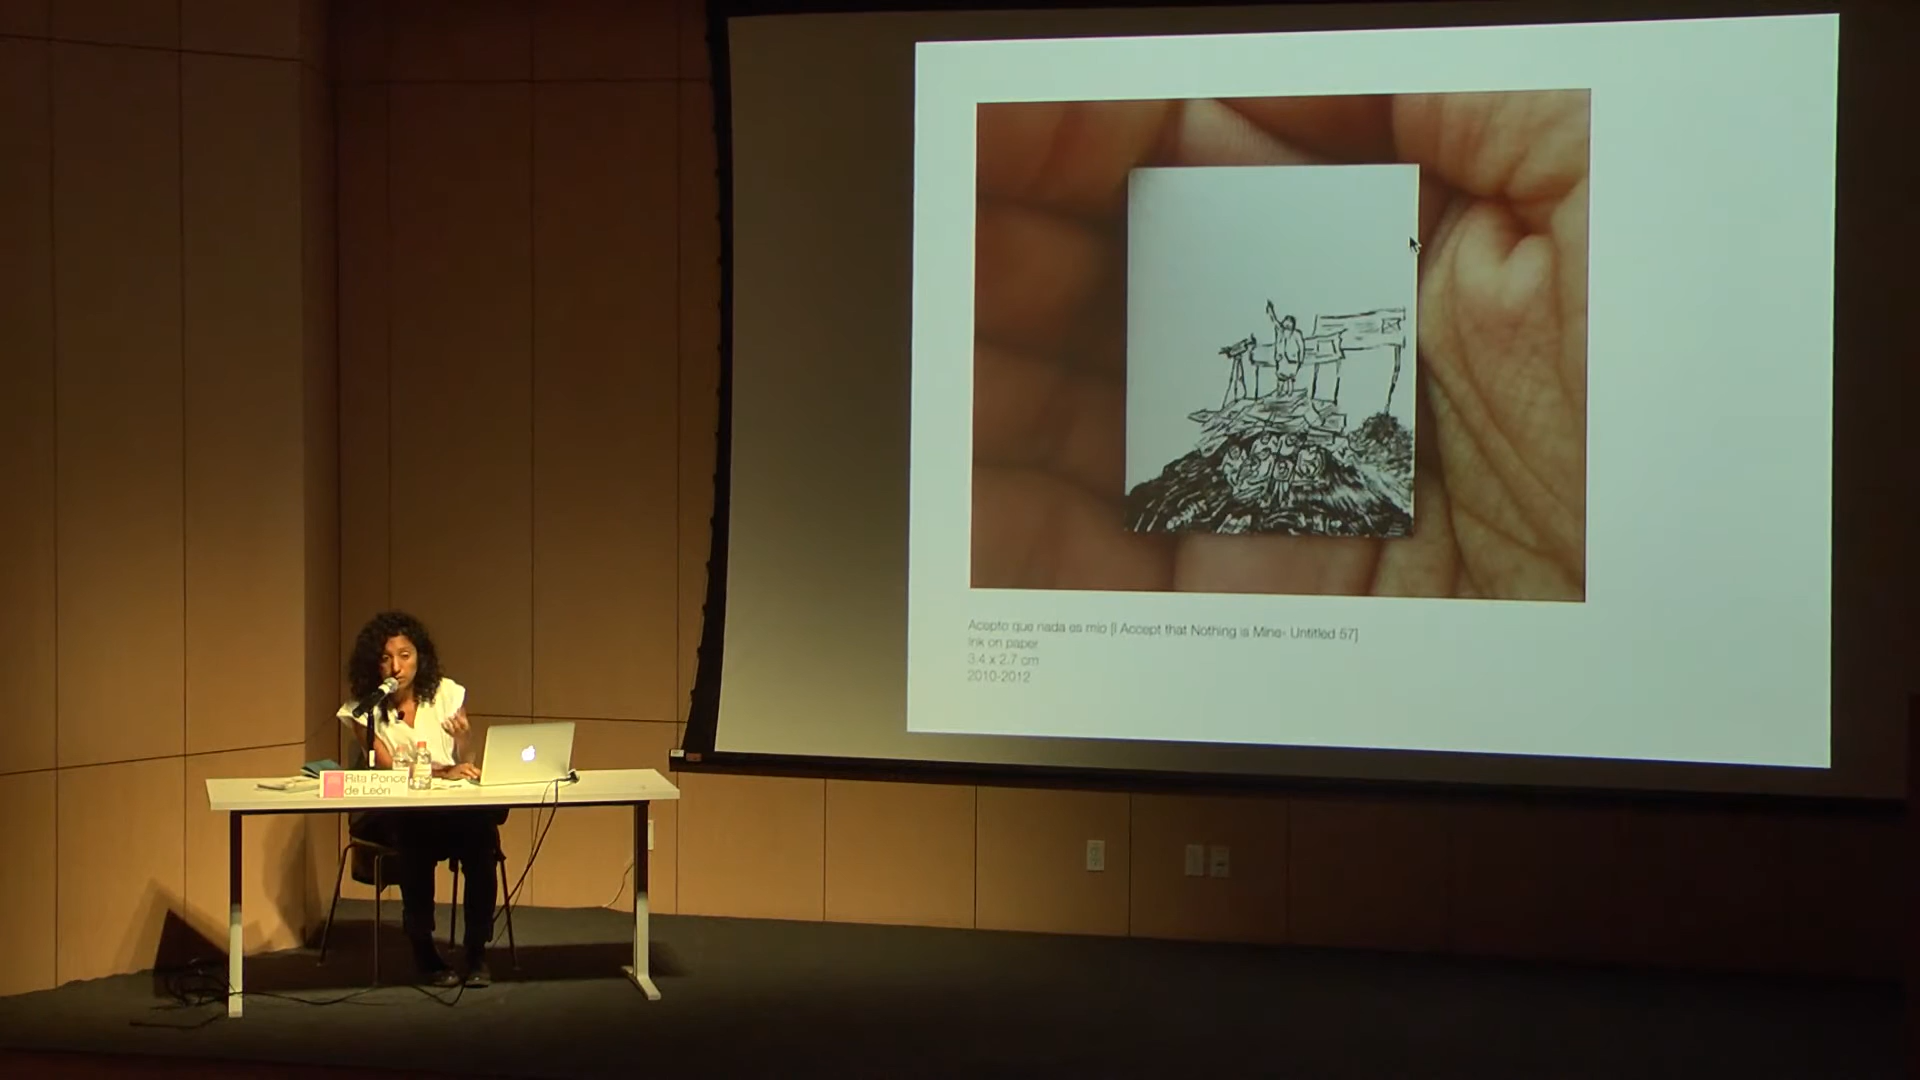 Acepto que nada es mio [I Accept that Nothing is Mine- Untitled 57]
Ink on paper
3.4 x 2.7 cm
2010-2012
Rita Ponce
de León